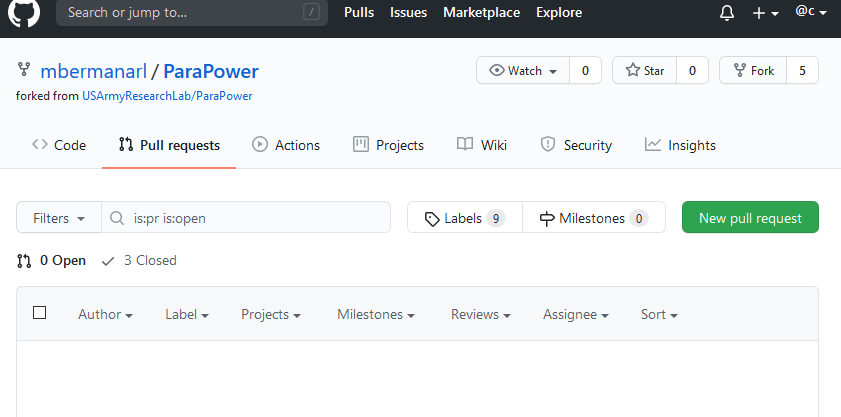 Search or jump to... / Pulls Issues Marketplace Explore @c
mbermanarl / ParaPower Watch 0 Star 0 Fork 5
forked from USArmyResearchLab/ParaPower
Code Pull requests Actions Projects Wiki Security Insights
Filters is:pr is:open Labels 9 Milestones 0 New pull request
0 Open 3 Closed
Author Label Projects Milestones Reviews Assignee Sort